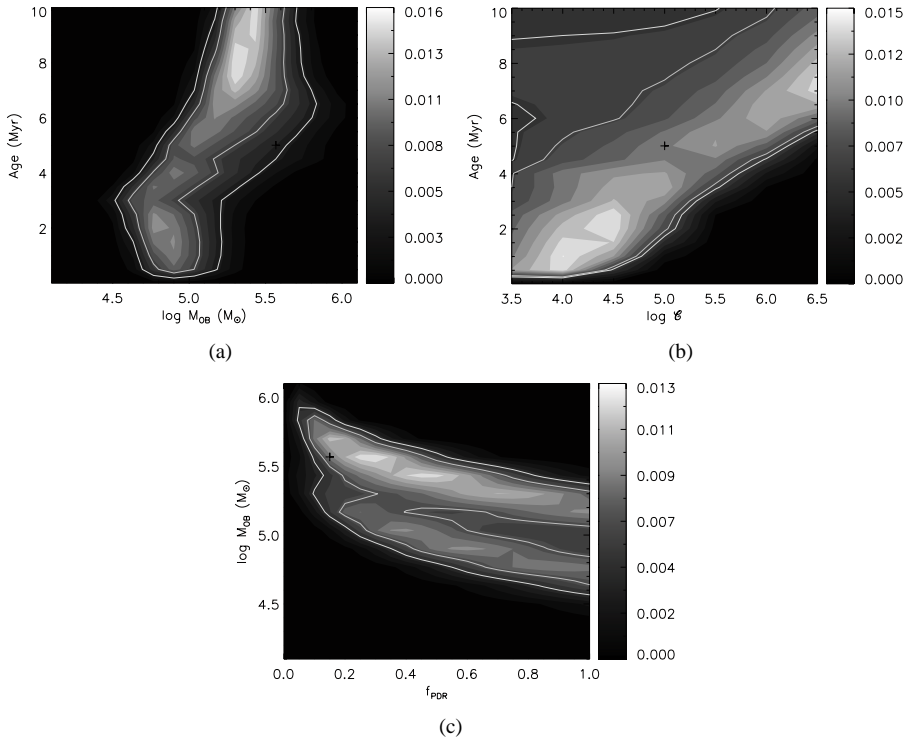 10
8
6
4
2
Age (Myr)
4.5 5.0 5.5 6.0
log M_OB (M_⊙)
0.016
0.013
0.011
0.008
0.005
0.003
0.000
(a)
10
8
6
4
2
Age (Myr)
3.5 4.0 4.5 5.0 5.5 6.0 6.5
log 𝒞
0.015
0.012
0.010
0.007
0.005
0.002
0.000
(b)
6.0
5.5
5.0
4.5
log M_OB (M_⊙)
0.0 0.2 0.4 0.6 0.8 1.0
f_PDR
0.013
0.011
0.009
0.007
0.004
0.002
0.000
(c)